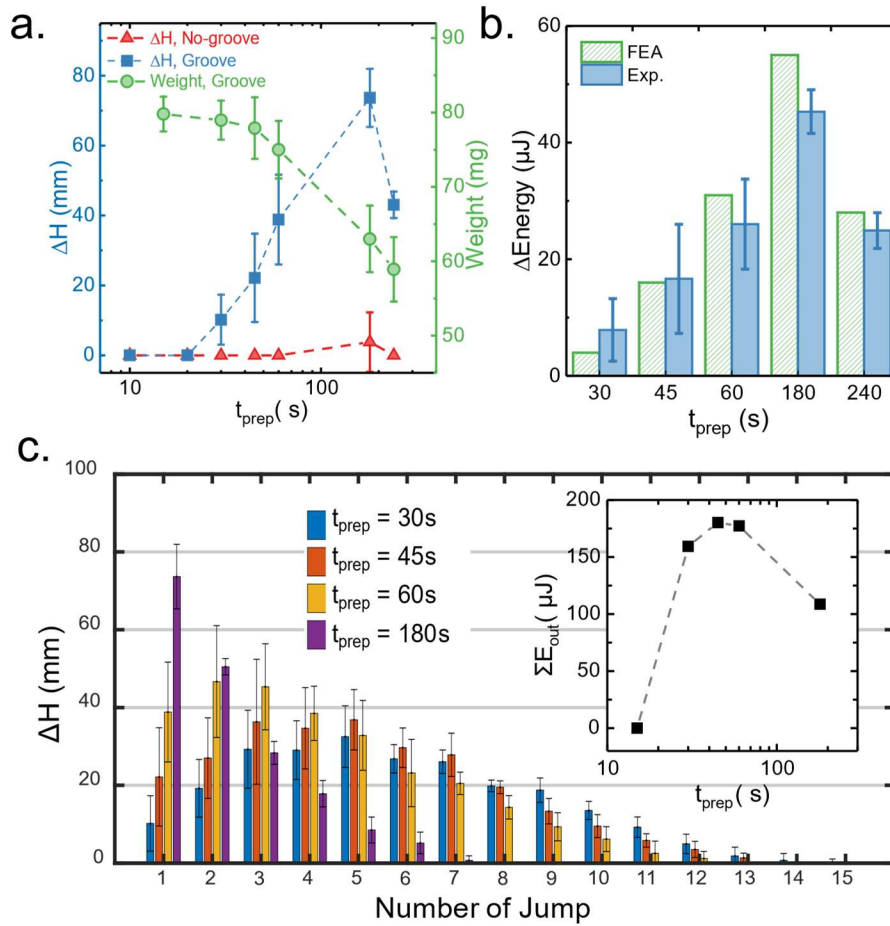 a.
ΔH, No-groove
ΔH, Groove
Weight, Groove
ΔH (mm)
80
60
40
20
0
10
100
t_prep( s)
90
80
70
60
50
Weight (mg)
b.
FEA
Exp.
ΔEnergy (μJ)
60
40
20
0
30 45 60 180 240
t_prep (s)
c.
100
80
60
40
20
0
ΔH (mm)
t_prep = 30s
t_prep = 45s
t_prep = 60s
t_prep = 180s
1 2 3 4 5 6 7 8 9 10 11 12 13 14 15
Number of Jump
200
175
150
125
100
75
50
25
0
ΣE_out( μJ)
10 100
t_prep( s)